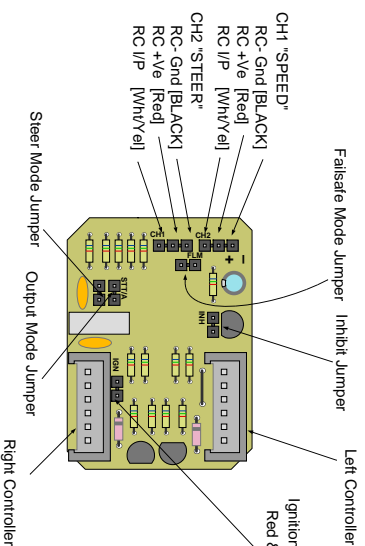 CH1 "SPEED"
RC- Gnd [BLACK]
RC +Ve [Red]
RC I/P [Wht/Yel]
CH2 "STEER"
RC- Gnd [BLACK]
RC +Ve [Red]
RC I/P [Wht/Yel]
Failsafe Mode Jumper
Inhibit Jumper
Left Controller
Ignition
Red &
Steer Mode Jumper
Output Mode Jumper
Right Controller
CH1
CH2
FLM
+ –
INH
IGN